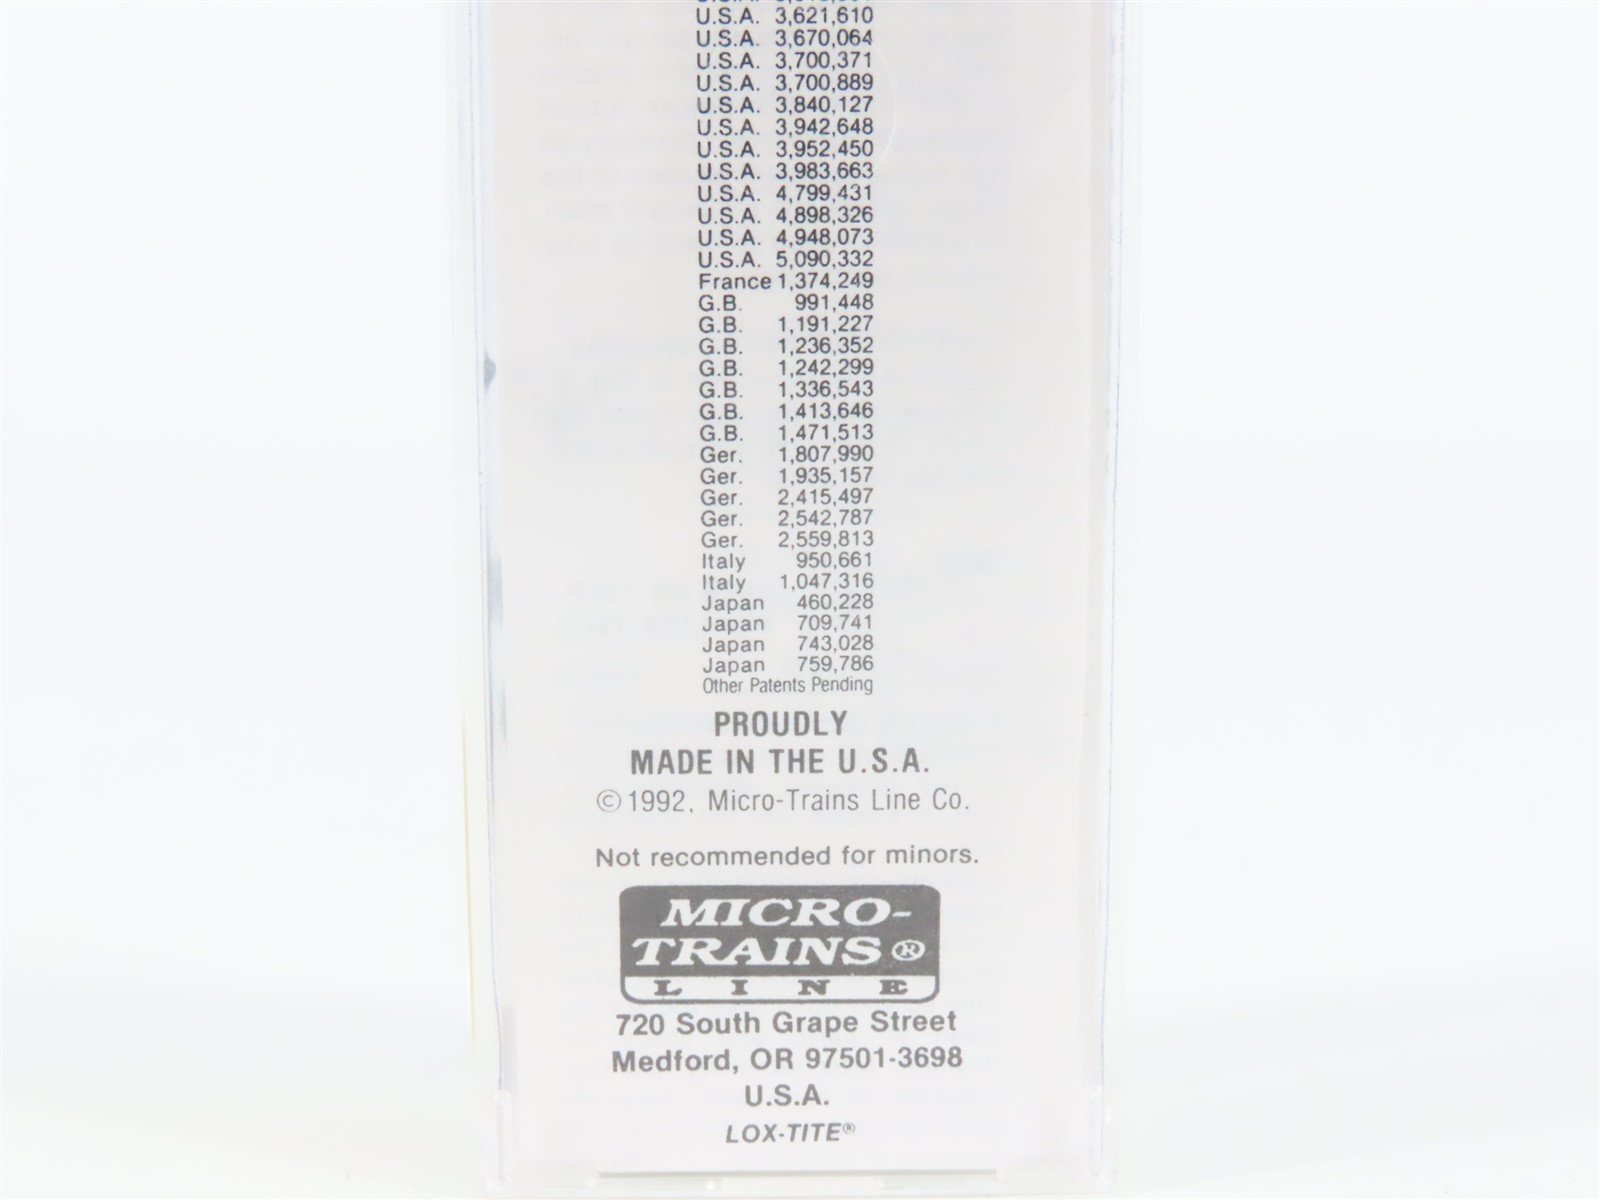 U.S.A. 3,621,610
U.S.A. 3,670,064
U.S.A. 3,700,371
U.S.A. 3,700,889
U.S.A. 3,840,127
U.S.A. 3,942,648
U.S.A. 3,952,450
U.S.A. 3,983,663
U.S.A. 4,799,431
U.S.A. 4,898,326
U.S.A. 4,948,073
U.S.A. 5,090,332
France 1,374,249
G.B. 991,448
G.B. 1,191,227
G.B. 1,236,352
G.B. 1,242,299
G.B. 1,336,543
G.B. 1,413,646
G.B. 1,471,513
Ger. 1,807,990
Ger. 1,935,157
Ger. 2,415,497
Ger. 2,542,787
Ger. 2,559,813
Italy 950,661
Italy 1,047,316
Japan 460,228
Japan 709,741
Japan 743,028
Japan 759,786
Other Patents Pending
PROUDLY
MADE IN THE U.S.A.
©1992, Micro-Trains Line Co.
Not recommended for minors.
MICRO-
TRAINS®
LINE
720 South Grape Street
Medford, OR 97501-3698
U.S.A.
LOX-TITE®